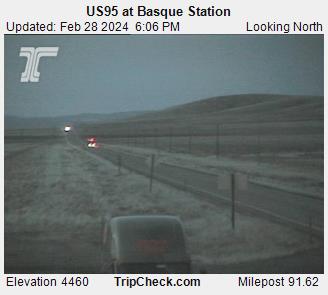 US95 at Basque Station
Updated: Feb 28 2024 6:06 PM Looking North
Elevation 4460 TripCheck.com Milepost 91.62